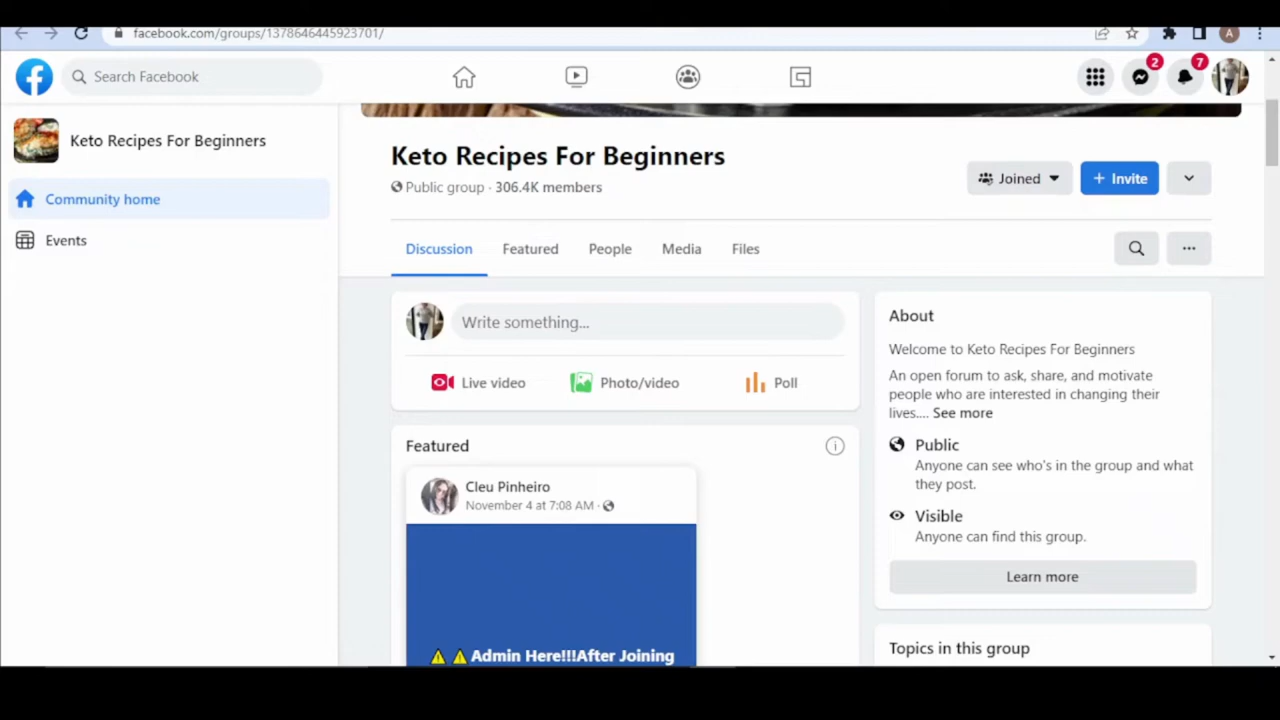 facebook.com/groups/1378646445923701/
A
Search Facebook
2
7
Keto Recipes For Beginners
Community home
Events
Keto Recipes For Beginners
Public group · 306.4K members
Joined
+ Invite
Discussion
Featured
People
Media
Files
Write something...
Live video
Photo/video
Poll
Featured
Cleu Pinheiro
November 4 at 7:08 AM ·
Admin Here!!!After Joining
About
Welcome to Keto Recipes For Beginners
An open forum to ask, share, and motivate
people who are interested in changing their
lives.... See more
Public
Anyone can see who's in the group and what
they post.
Visible
Anyone can find this group.
Learn more
Topics in this group